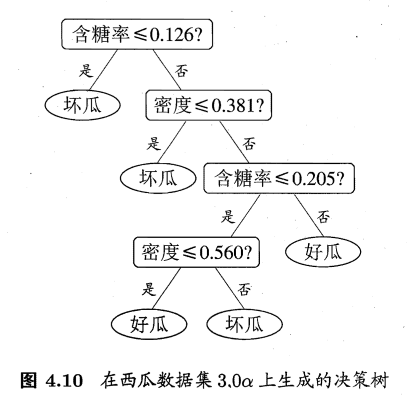 含糖率≤0.126?
是
否
坏瓜
密度≤0.381?
是
否
坏瓜
含糖率≤0.205?
是
否
密度≤0.560?
好瓜
是
否
好瓜
坏瓜
图 4.10 在西瓜数据集 3.0α 上生成的决策树